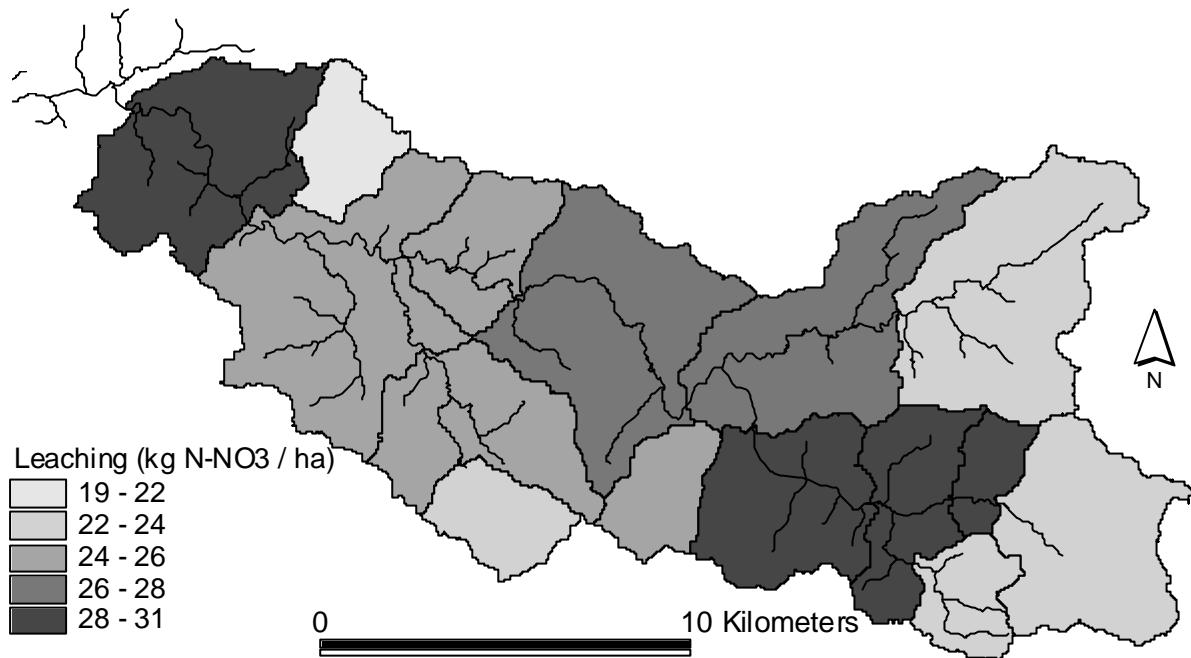 N
Leaching (kg N-NO3 / ha)
19 - 22
22 - 24
24 - 26
26 - 28
28 - 31
0 10 Kilometers